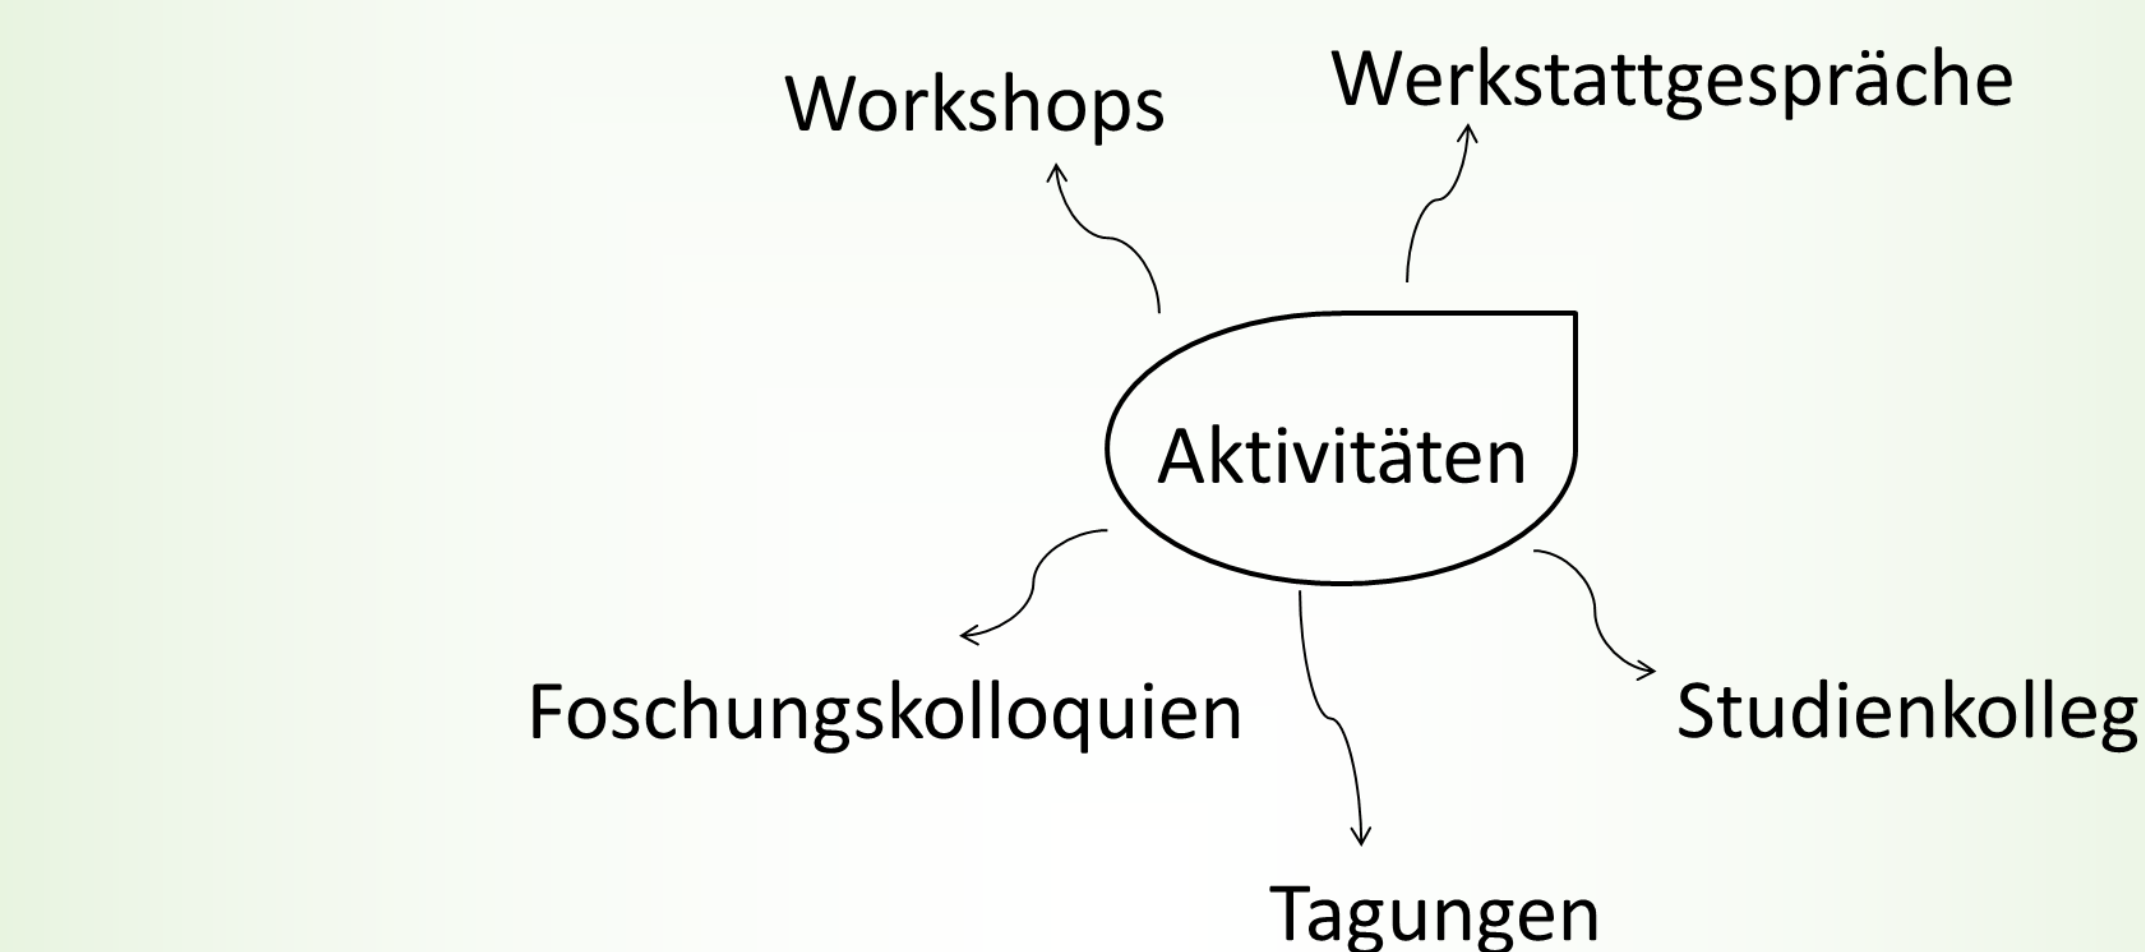 Workshops
Werkstattgespräche
Aktivitäten
Foschungskolloquien
Studienkolleg
Tagungen